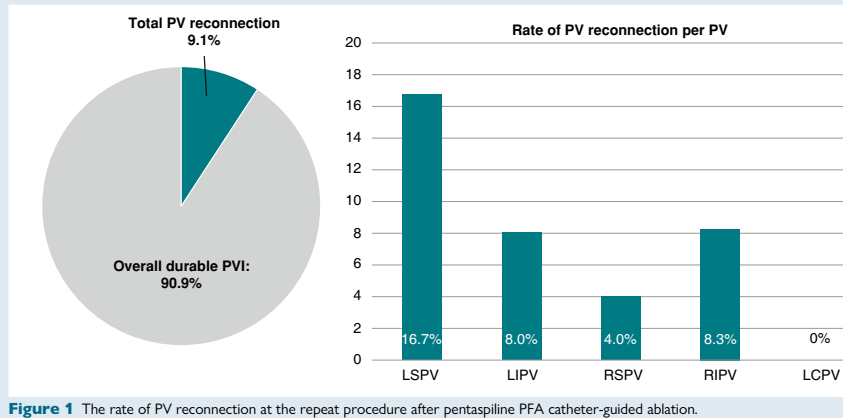 Total PV reconnection
9.1%
Overall durable PVI:
90.9%
Rate of PV reconnection per PV
20
18
16
14
12
10
8
6
4
2
0
16.7%
8.0%
4.0%
8.3%
0%
LSPV
LIPV
RSPV
RIPV
LCPV
Figure 1 The rate of PV reconnection at the repeat procedure after pentaspiline PFA catheter-guided ablation.